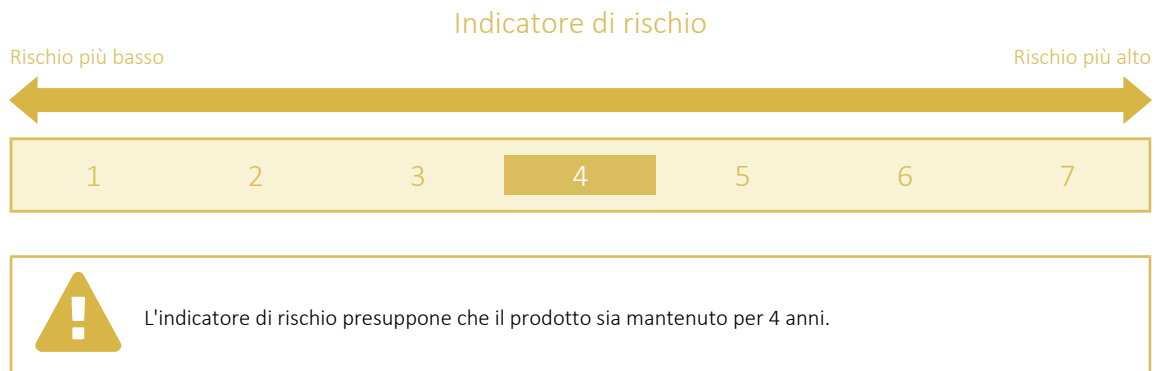 Indicatore di rischio
Rischio più basso
Rischio più alto
1 2 3 4 5 6 7
L'indicatore di rischio presuppone che il prodotto sia mantenuto per 4 anni.